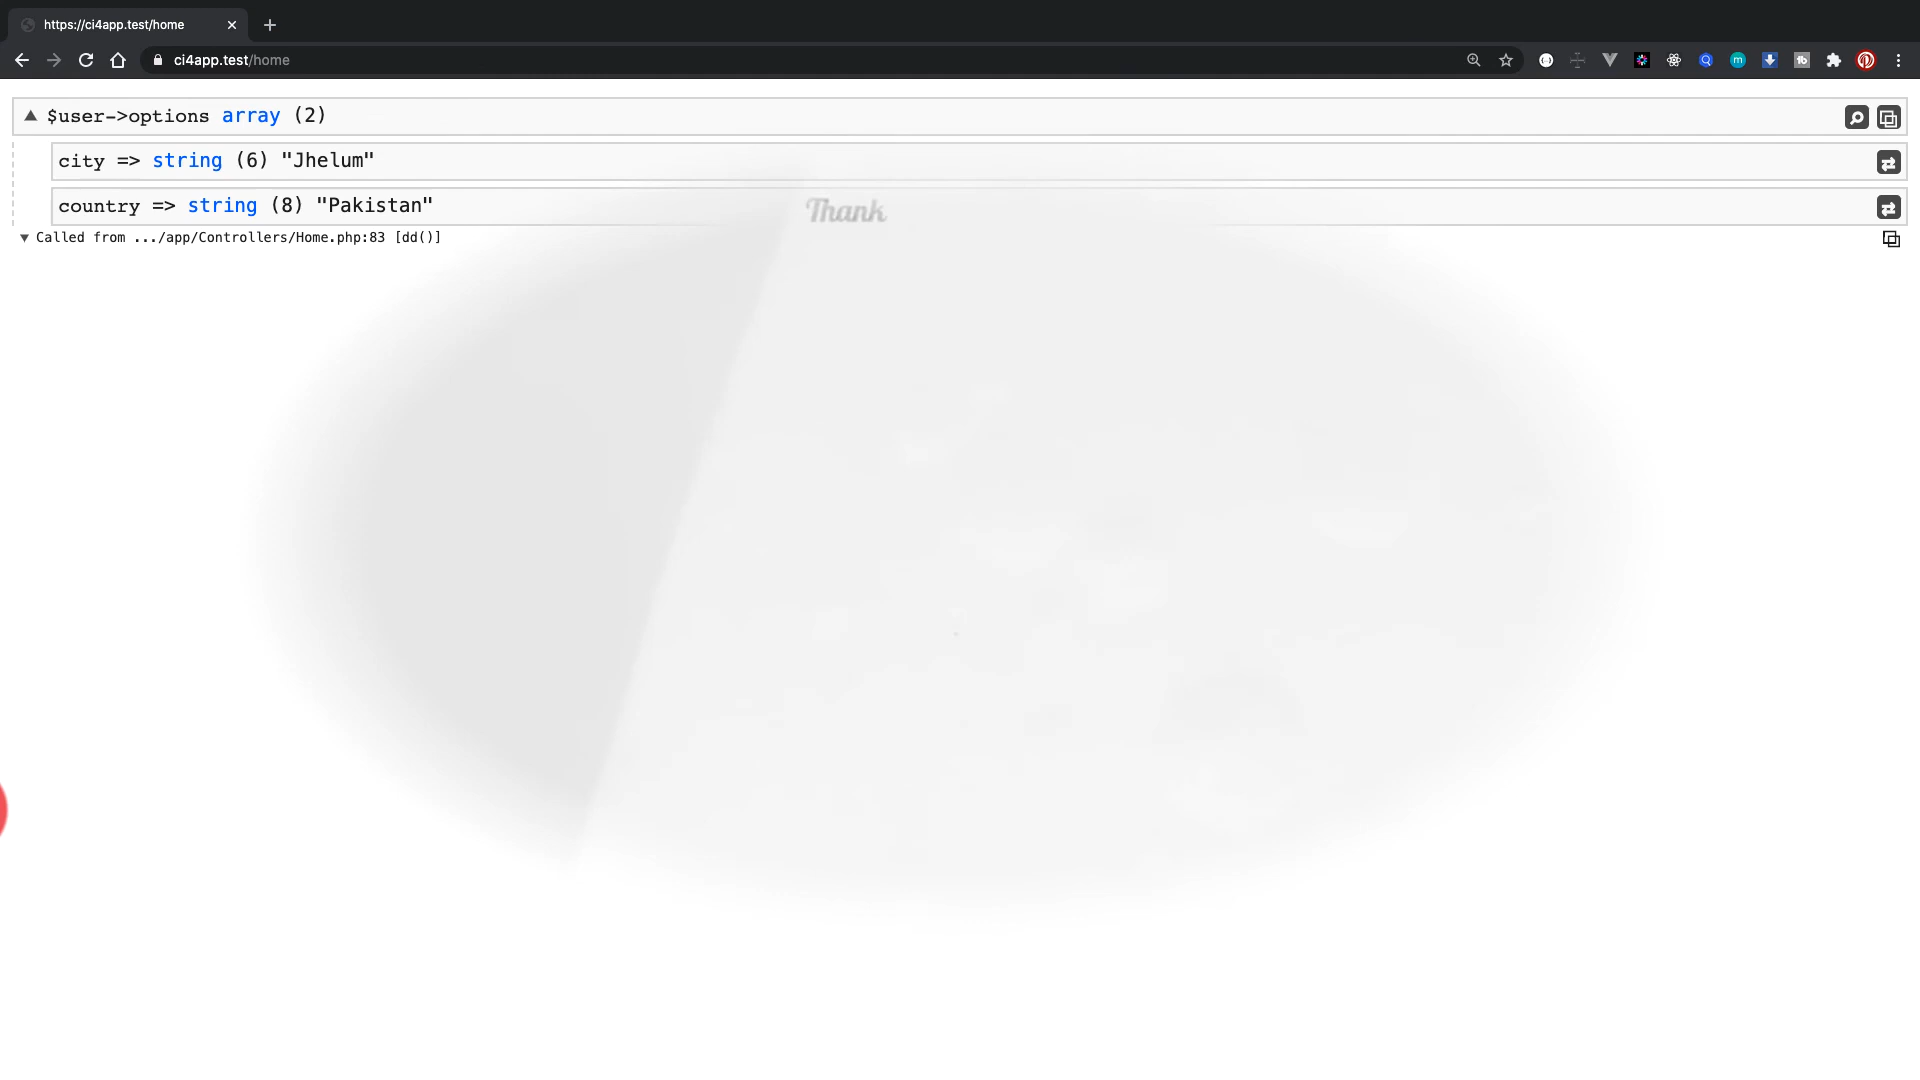 https://ci4app.test/home
ci4app.test/home
$user->options array (2)
city => string (6) "Jhelum"
country => string (8) "Pakistan"
Thank
Called from .../app/Controllers/Home.php:83 [dd()]